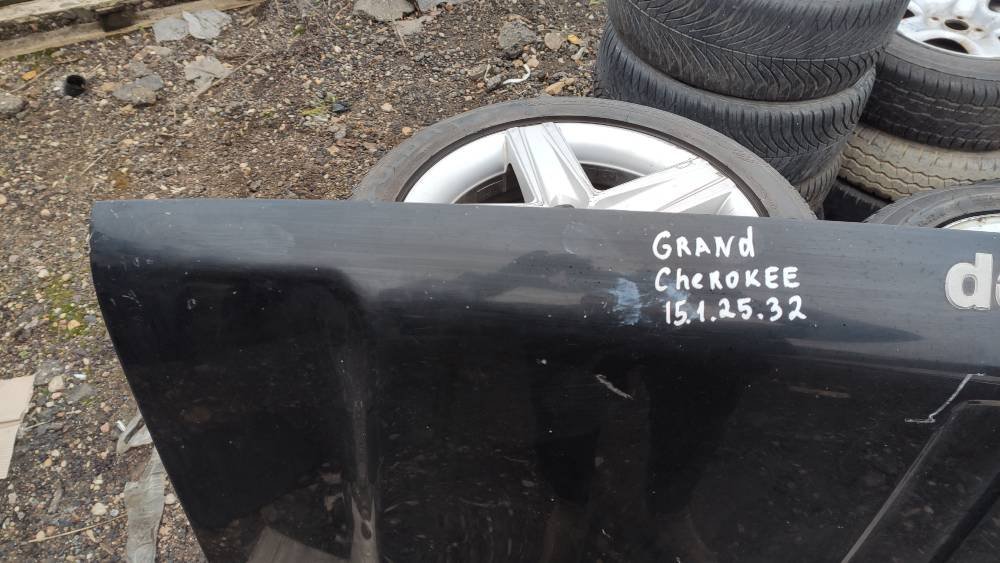 GRANd
CheROKEE
15.1.25.32
d